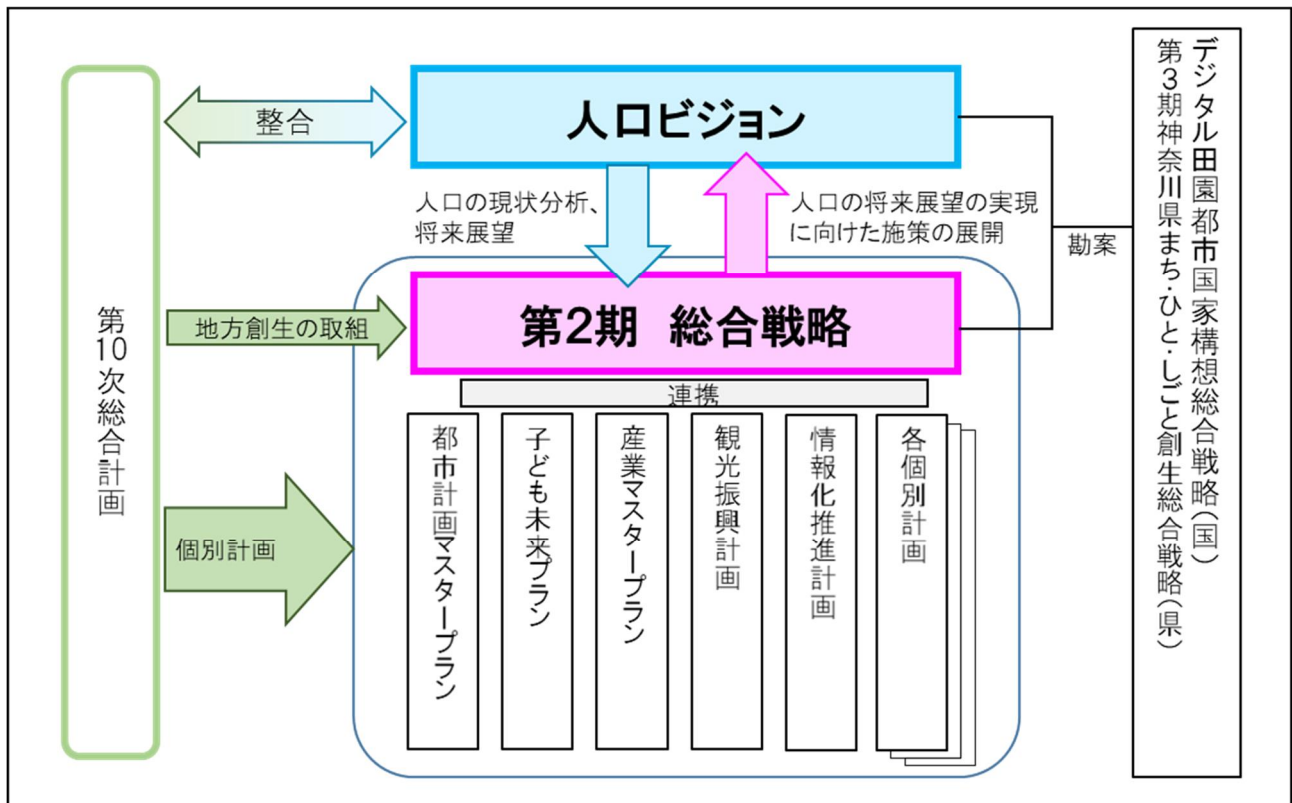 第10次総合計画
整合
人口ビジョン
人口の現状分析、
将来展望
人口の将来展望の実現
に向けた施策の展開
地方創生の取組
第2期 総合戦略
連携
個別計画
都市計画マスタープラン
子ども未来プラン
産業マスタープラン
観光振興計画
情報化推進計画
各個別計画
勘案
デジタル田園都市国家構想総合戦略(国)
第3期神奈川県まち・ひと・しごと創生総合戦略(県)